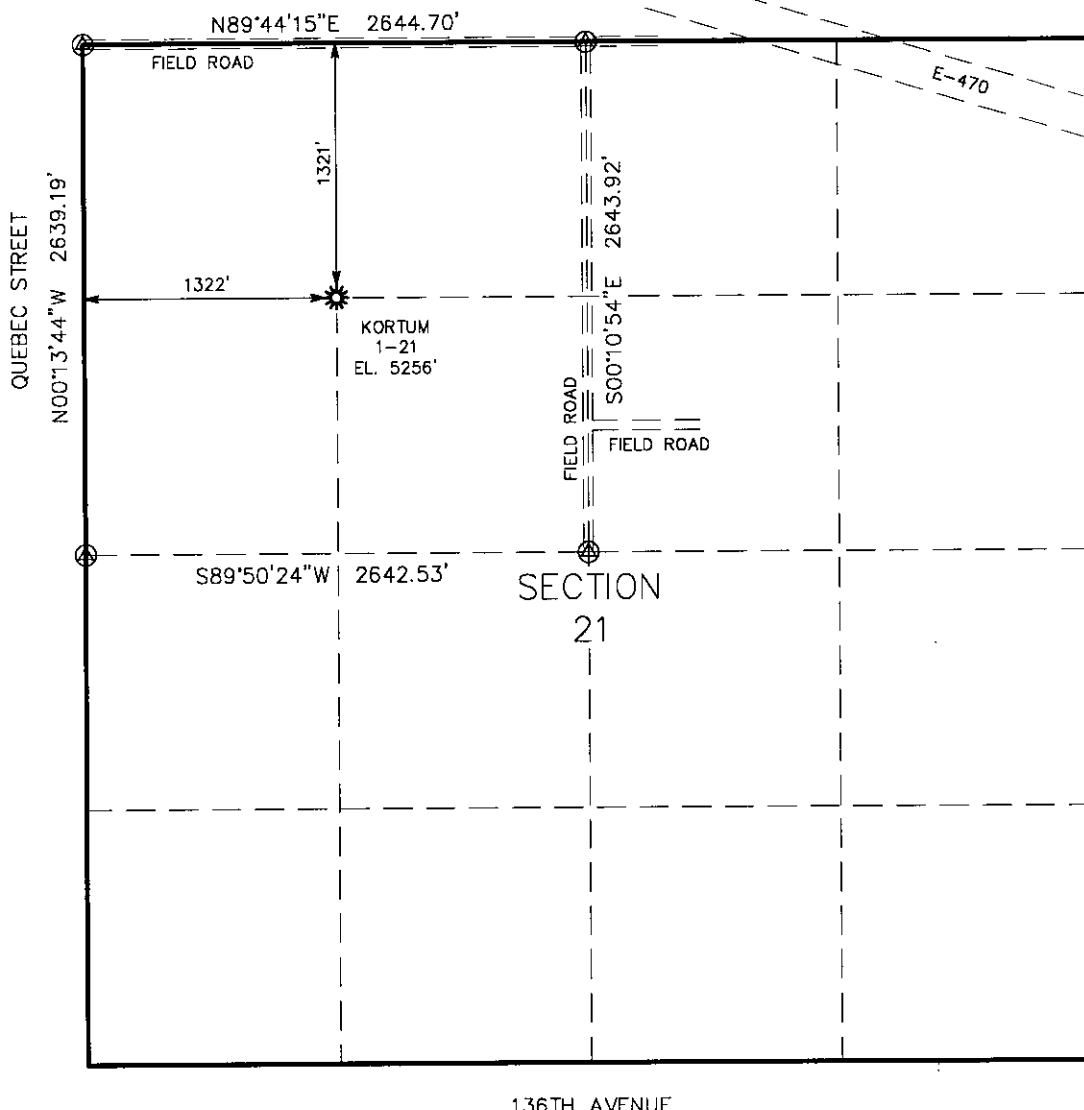 N89°44'15"E 2644.70'
FIELD ROAD
E-470
1321'
QUEBEC STREET
N00°13'44"W 2639.19'
S00°10'54"E 2643.92'
1322'
KORTUM
1-21
EL. 5256'
FIELD ROAD
FIELD ROAD
S89°50'24"W 2642.53'
SECTION
21
136TH AVENUE